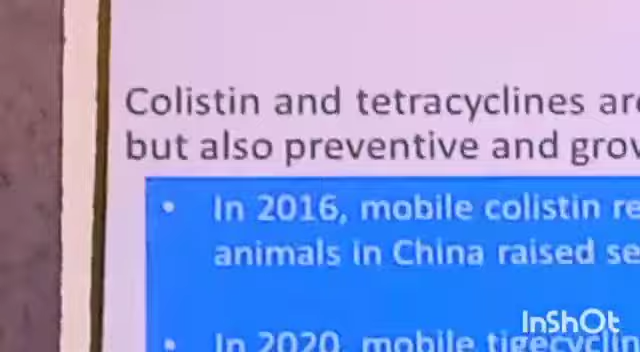 Colistin and tetracyclines are
but also preventive and grow
• In 2016, mobile colistin re
animals in China raised se
• In 2020, mobile tigecyclin
InShOt